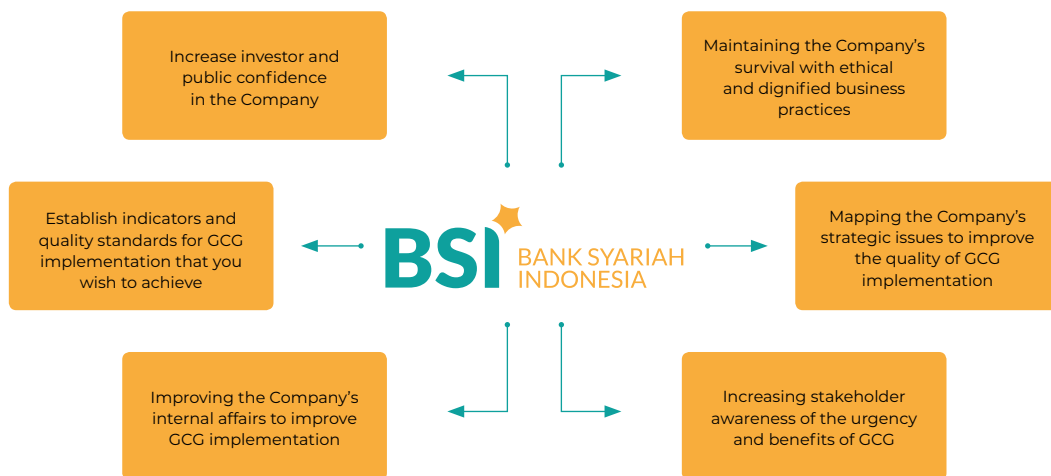 Increase investor and
public confidence
in the Company
Maintaining the Company's
survival with ethical
and dignified business
practices
Establish indicators and
quality standards for GCG
implementation that you
wish to achieve
BSI BANK SYARIAH
INDONESIA
Mapping the Company's
strategic issues to improve
the quality of GCG
implementation
Improving the Company's
internal affairs to improve
GCG implementation
Increasing stakeholder
awareness of the urgency
and benefits of GCG